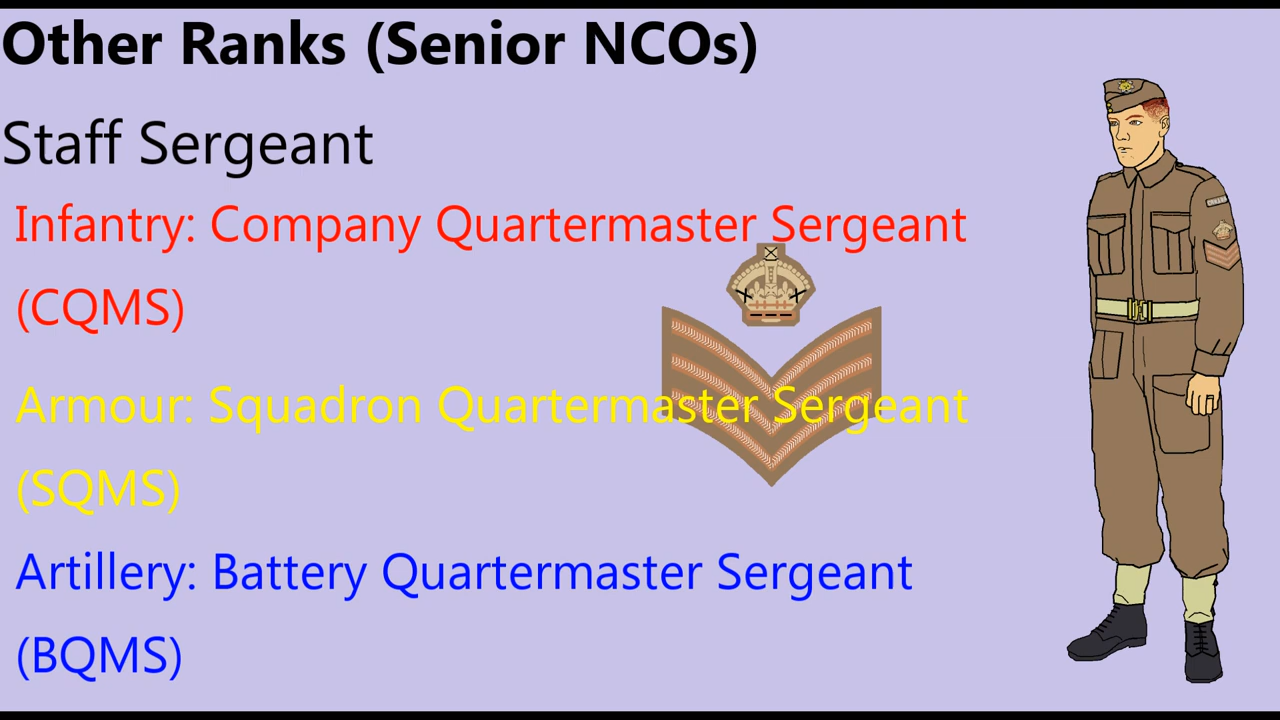 Other Ranks (Senior NCOs)
Staff Sergeant
Infantry: Company Quartermaster Sergeant
(CQMS)
Armour: Squadron Quartermaster Sergeant
(SQMS)
Artillery: Battery Quartermaster Sergeant
(BQMS)